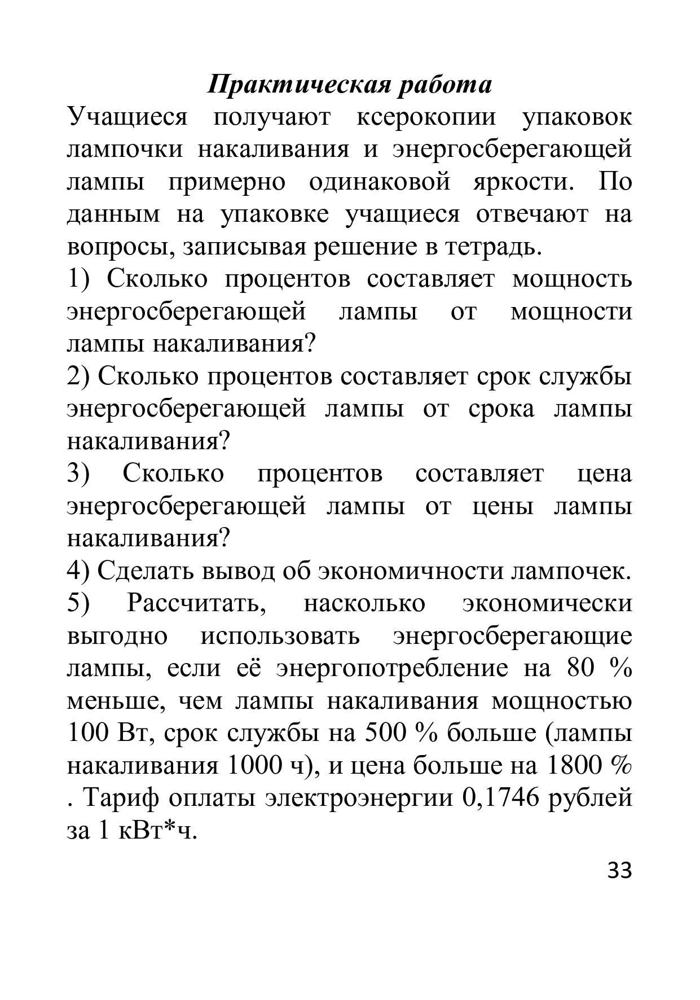 Практическая работа
Учащиеся получают ксерокопии упаковок
лампочки накаливания и энергосберегающей
лампы примерно одинаковой яркости. По
данным на упаковке учащиеся отвечают на
вопросы, записывая решение в тетрадь.
1) Сколько процентов составляет мощность
энергосберегающей лампы от мощности
лампы накаливания?
2) Сколько процентов составляет срок службы
энергосберегающей лампы от срока лампы
накаливания?
3) Сколько процентов составляет цена
энергосберегающей лампы от цены лампы
накаливания?
4) Сделать вывод об экономичности лампочек.
5) Рассчитать, насколько экономически
выгодно использовать энергосберегающие
лампы, если её энергопотребление на 80 %
меньше, чем лампы накаливания мощностью
100 Вт, срок службы на 500 % больше (лампы
накаливания 1000 ч), и цена больше на 1800 %
. Тариф оплаты электроэнергии 0,1746 рублей
за 1 кВт*ч.
33